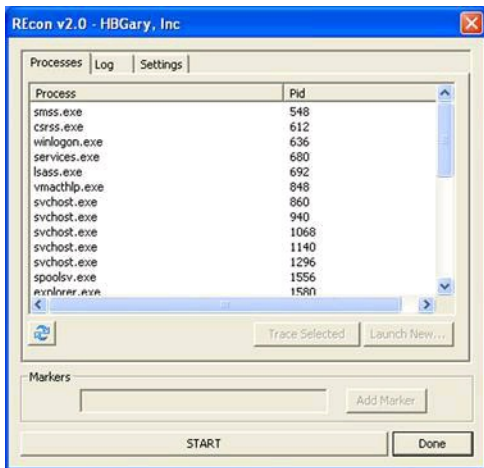 REcon v2.0 - HBGary, Inc
Processes Log Settings
Process Pid
smss.exe 548
csrss.exe 612
winlogon.exe 636
services.exe 680
lsass.exe 692
vmacthlp.exe 848
svchost.exe 860
svchost.exe 940
svchost.exe 1068
svchost.exe 1140
svchost.exe 1296
spoolsv.exe 1556
explorer.exe 1580
Trace Selected Launch New...
Markers
Add Marker
START Done